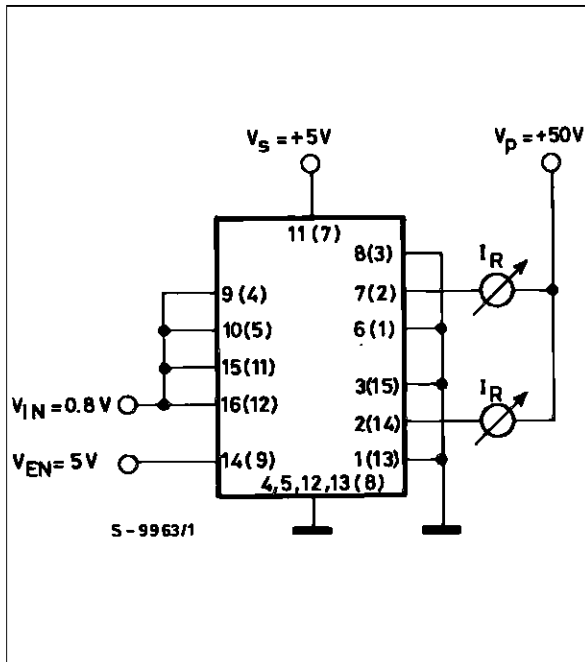 Vs = +5V
Vp = +50V
11 (7)
8(3)
IR
9 (4)
7(2)
10(5)
6(1)
15(11)
3(15)
IR
VIN = 0.8 V
16(12)
2(14)
VEN = 5V
14(9)
1(13)
4,5,12,13(8)
S-9963/1